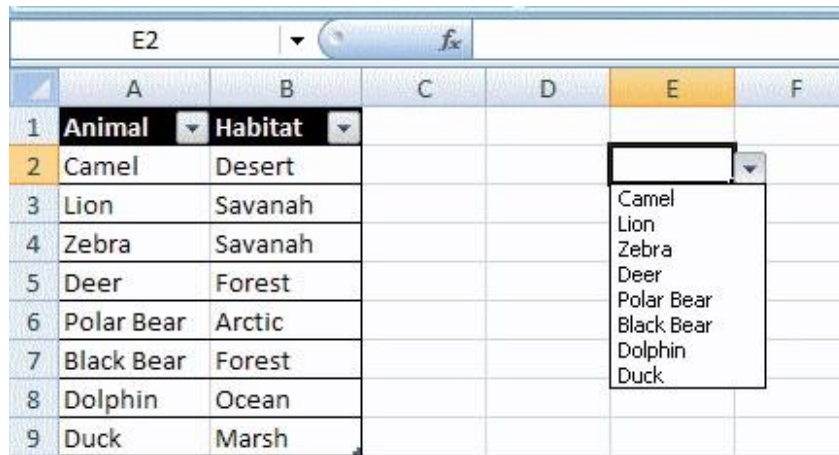 E2 fx
A B C D E F
1 Animal Habitat
2 Camel Desert
3 Lion Savanah
4 Zebra Savanah
5 Deer Forest
6 Polar Bear Arctic
7 Black Bear Forest
8 Dolphin Ocean
9 Duck Marsh
Camel
Lion
Zebra
Deer
Polar Bear
Black Bear
Dolphin
Duck